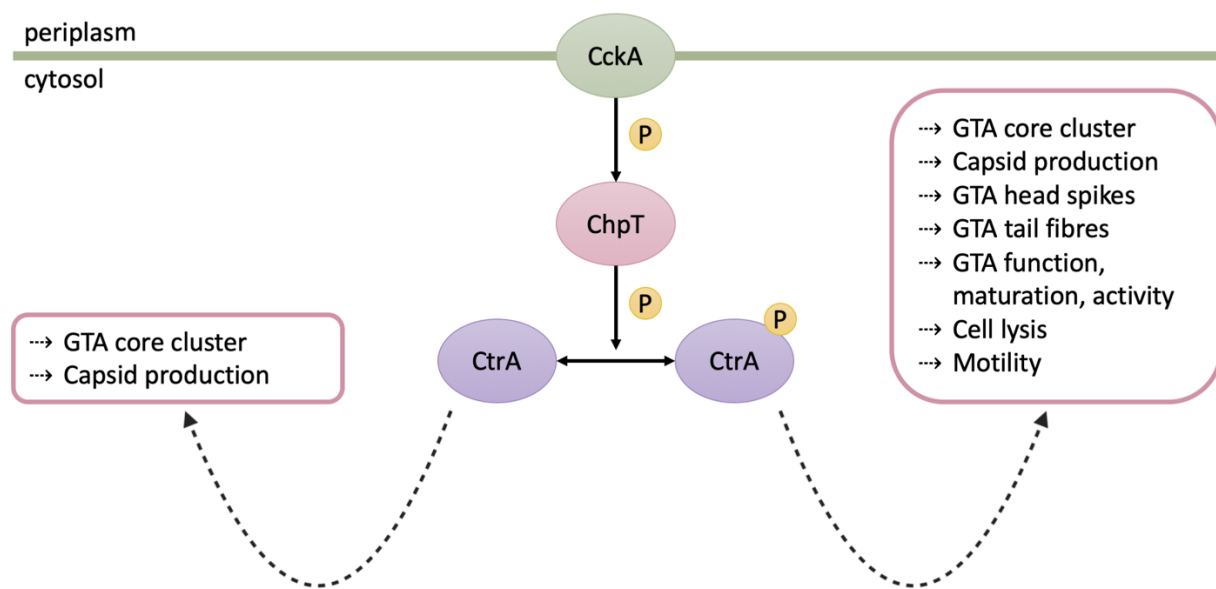 periplasm
cytosol
CckA
P
ChpT
P
CtrA
CtrA
P
⇢ GTA core cluster
⇢ Capsid production
⇢ GTA core cluster
⇢ Capsid production
⇢ GTA head spikes
⇢ GTA tail fibres
⇢ GTA function,
maturation, activity
⇢ Cell lysis
⇢ Motility